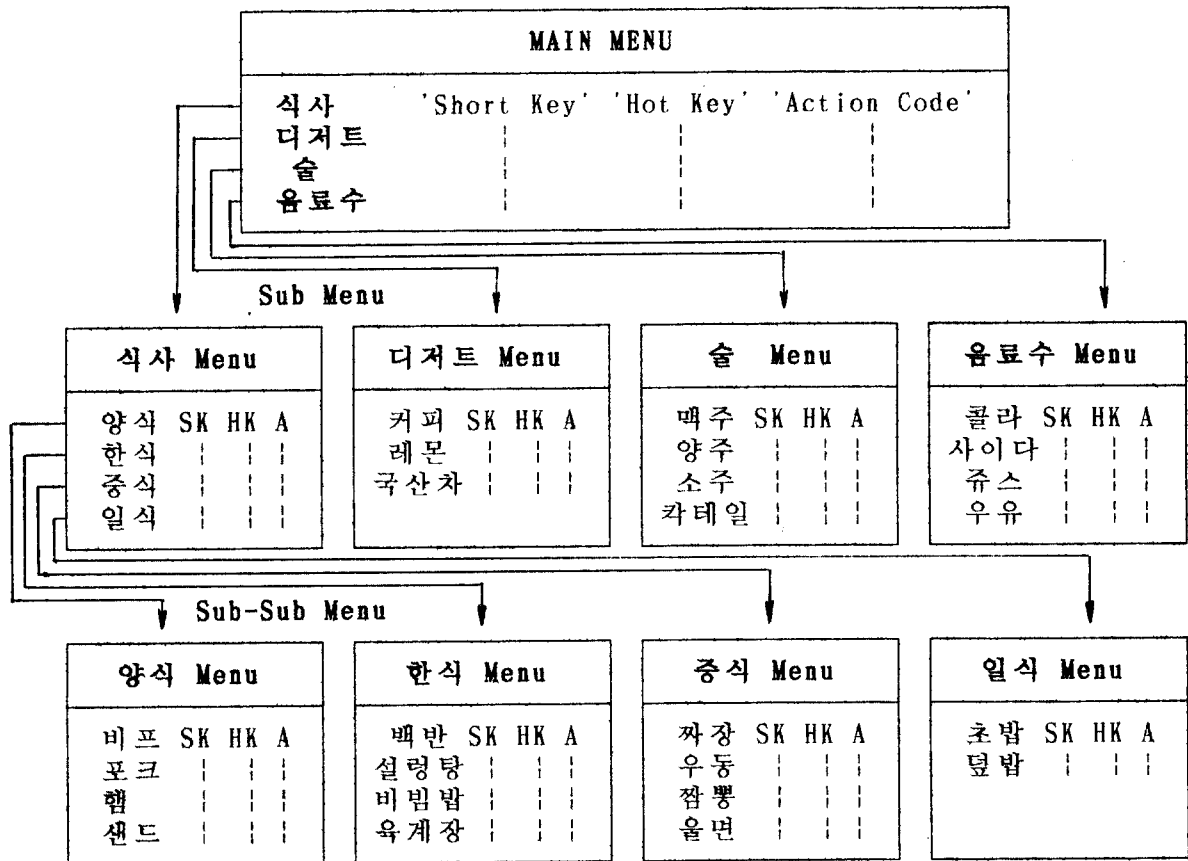 MAIN MENU
식사 'Short Key' 'Hot Key' 'Action Code'
디저트
술
음료수
Sub Menu
식사 Menu
양식 SK HK A
한식
중식
일식
디저트 Menu
커피 SK HK A
레몬
국산차
술 Menu
맥주 SK HK A
양주
소주
칵테일
음료수 Menu
콜라 SK HK A
사이다
쥬스
우유
Sub-Sub Menu
양식 Menu
비프 SK HK A
포크
햄
샌드
한식 Menu
백반 SK HK A
설렁탕
비빔밥
육계장
중식 Menu
짜장 SK HK A
우동
짬뽕
울면
일식 Menu
초밥 SK HK A
덮밥